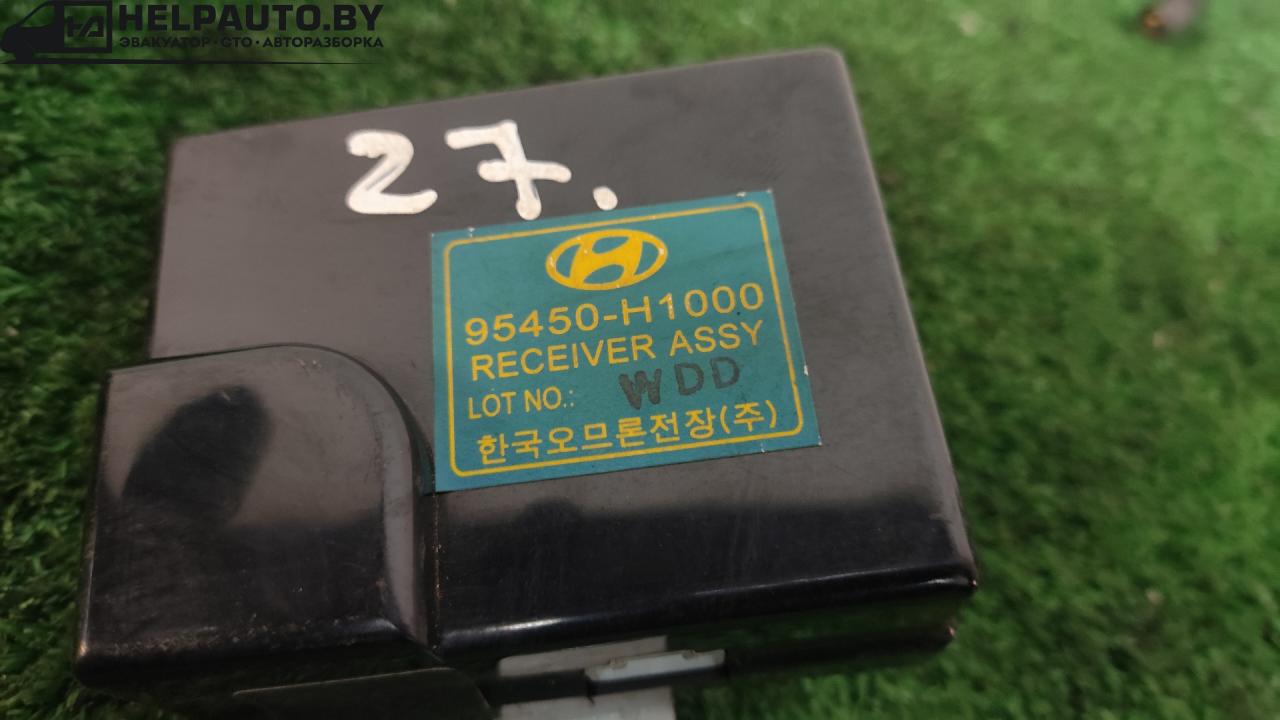 HELPAUTO.BY
ЭВАКУАТОР · СТО · АВТОРАЗБОРКА
27.
95450-H1000
RECEIVER ASSY
LOT NO.: WDD
한국오므론전장(주)